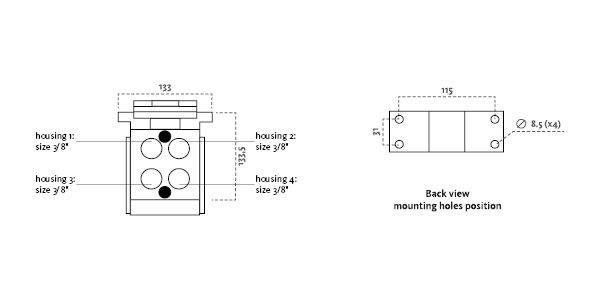 133
115
housing 1:
size 3/8"
housing 2:
size 3/8"
133,5
31
8.5 (x4)
housing 3:
size 3/8"
housing 4:
size 3/8"
Back view
mounting holes position